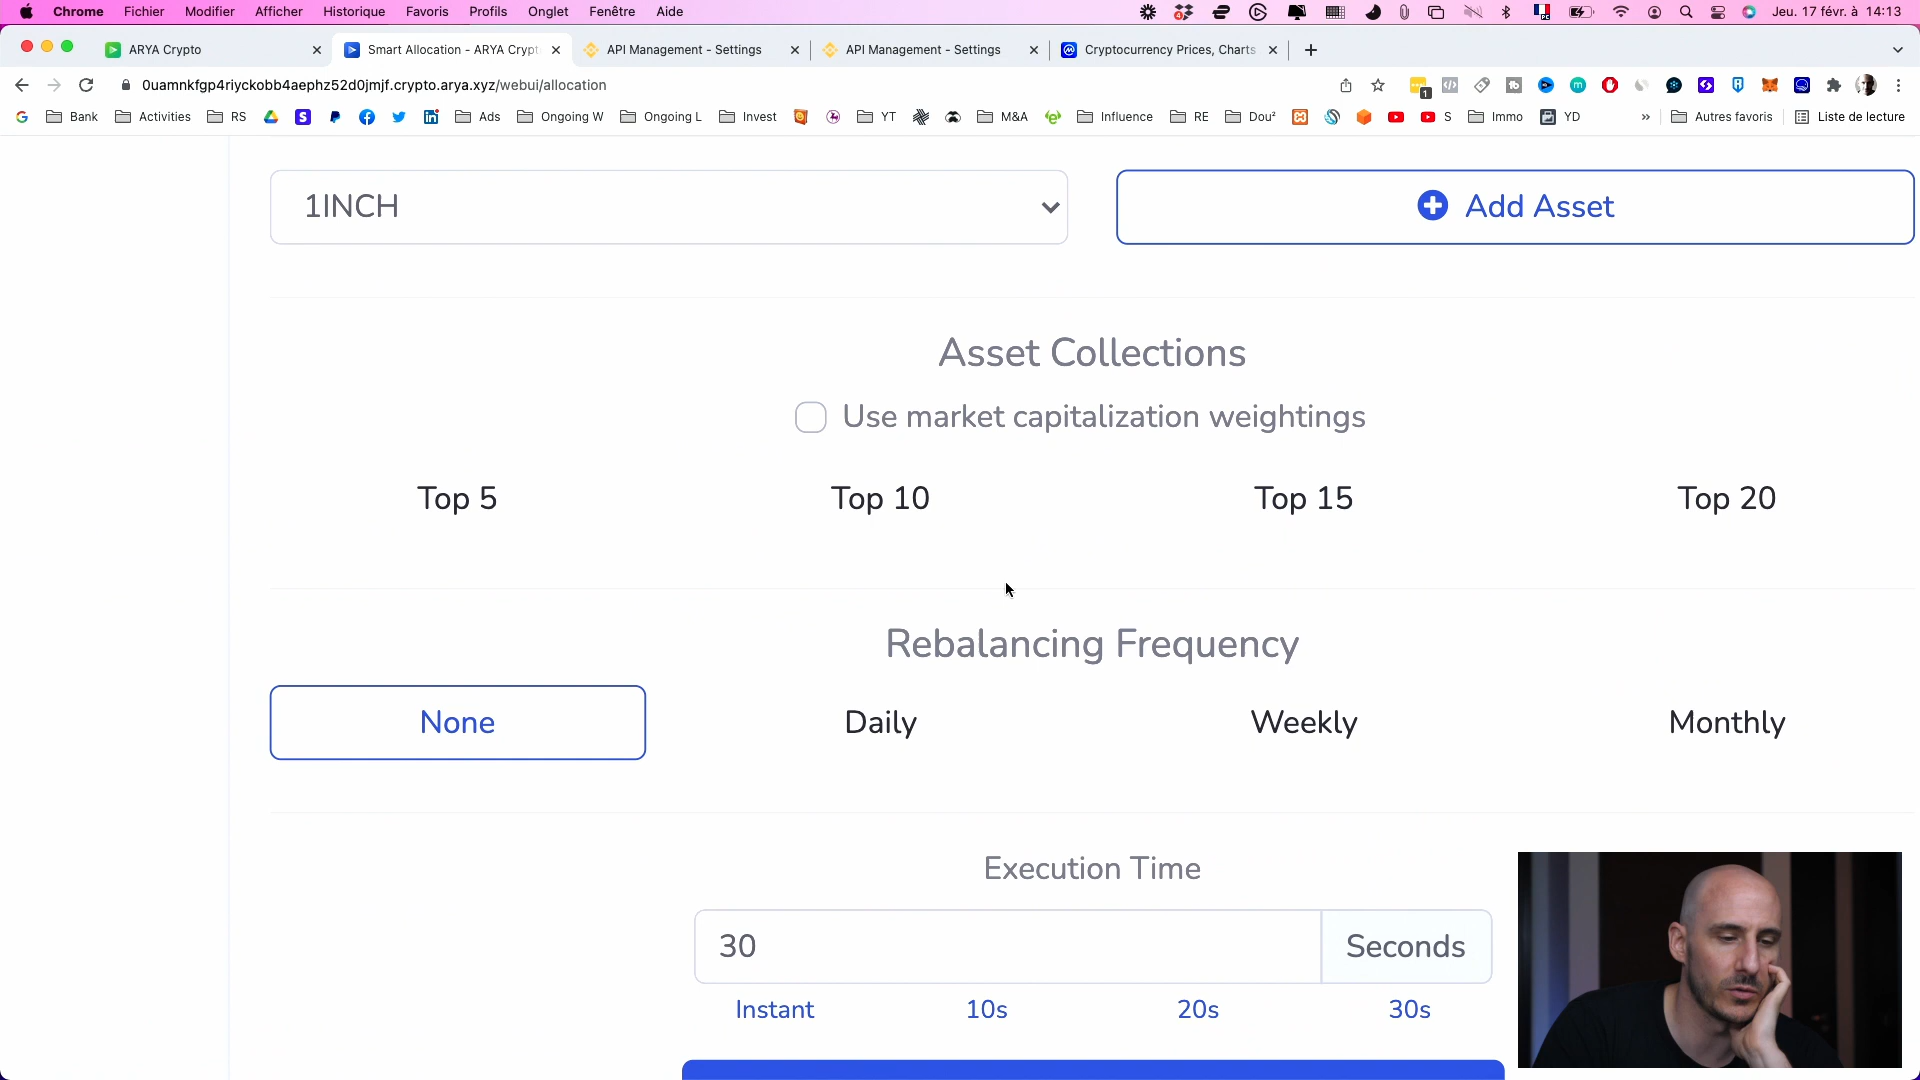 Chrome Fichier Modifier Afficher Historique Favoris Profils Onglet Fenêtre Aide Jeu. 17 févr. à 14:13
ARYA Crypto
Smart Allocation - ARYA Crypt
API Management - Settings
API Management - Settings
Cryptocurrency Prices, Charts
0uamnkfgp4riyckobb4aephz52d0jmjf.crypto.arya.xyz/webui/allocation
1
Bank Activities RS Ads Ongoing W Ongoing L Invest YT M&A Influence RE Dou² S Immo YD » Autres favoris Liste de lecture
1INCH
Add Asset
Asset Collections
Use market capitalization weightings
Top 5 Top 10 Top 15 Top 20
Rebalancing Frequency
None Daily Weekly Monthly
Execution Time
30 Seconds
Instant 10s 20s 30s